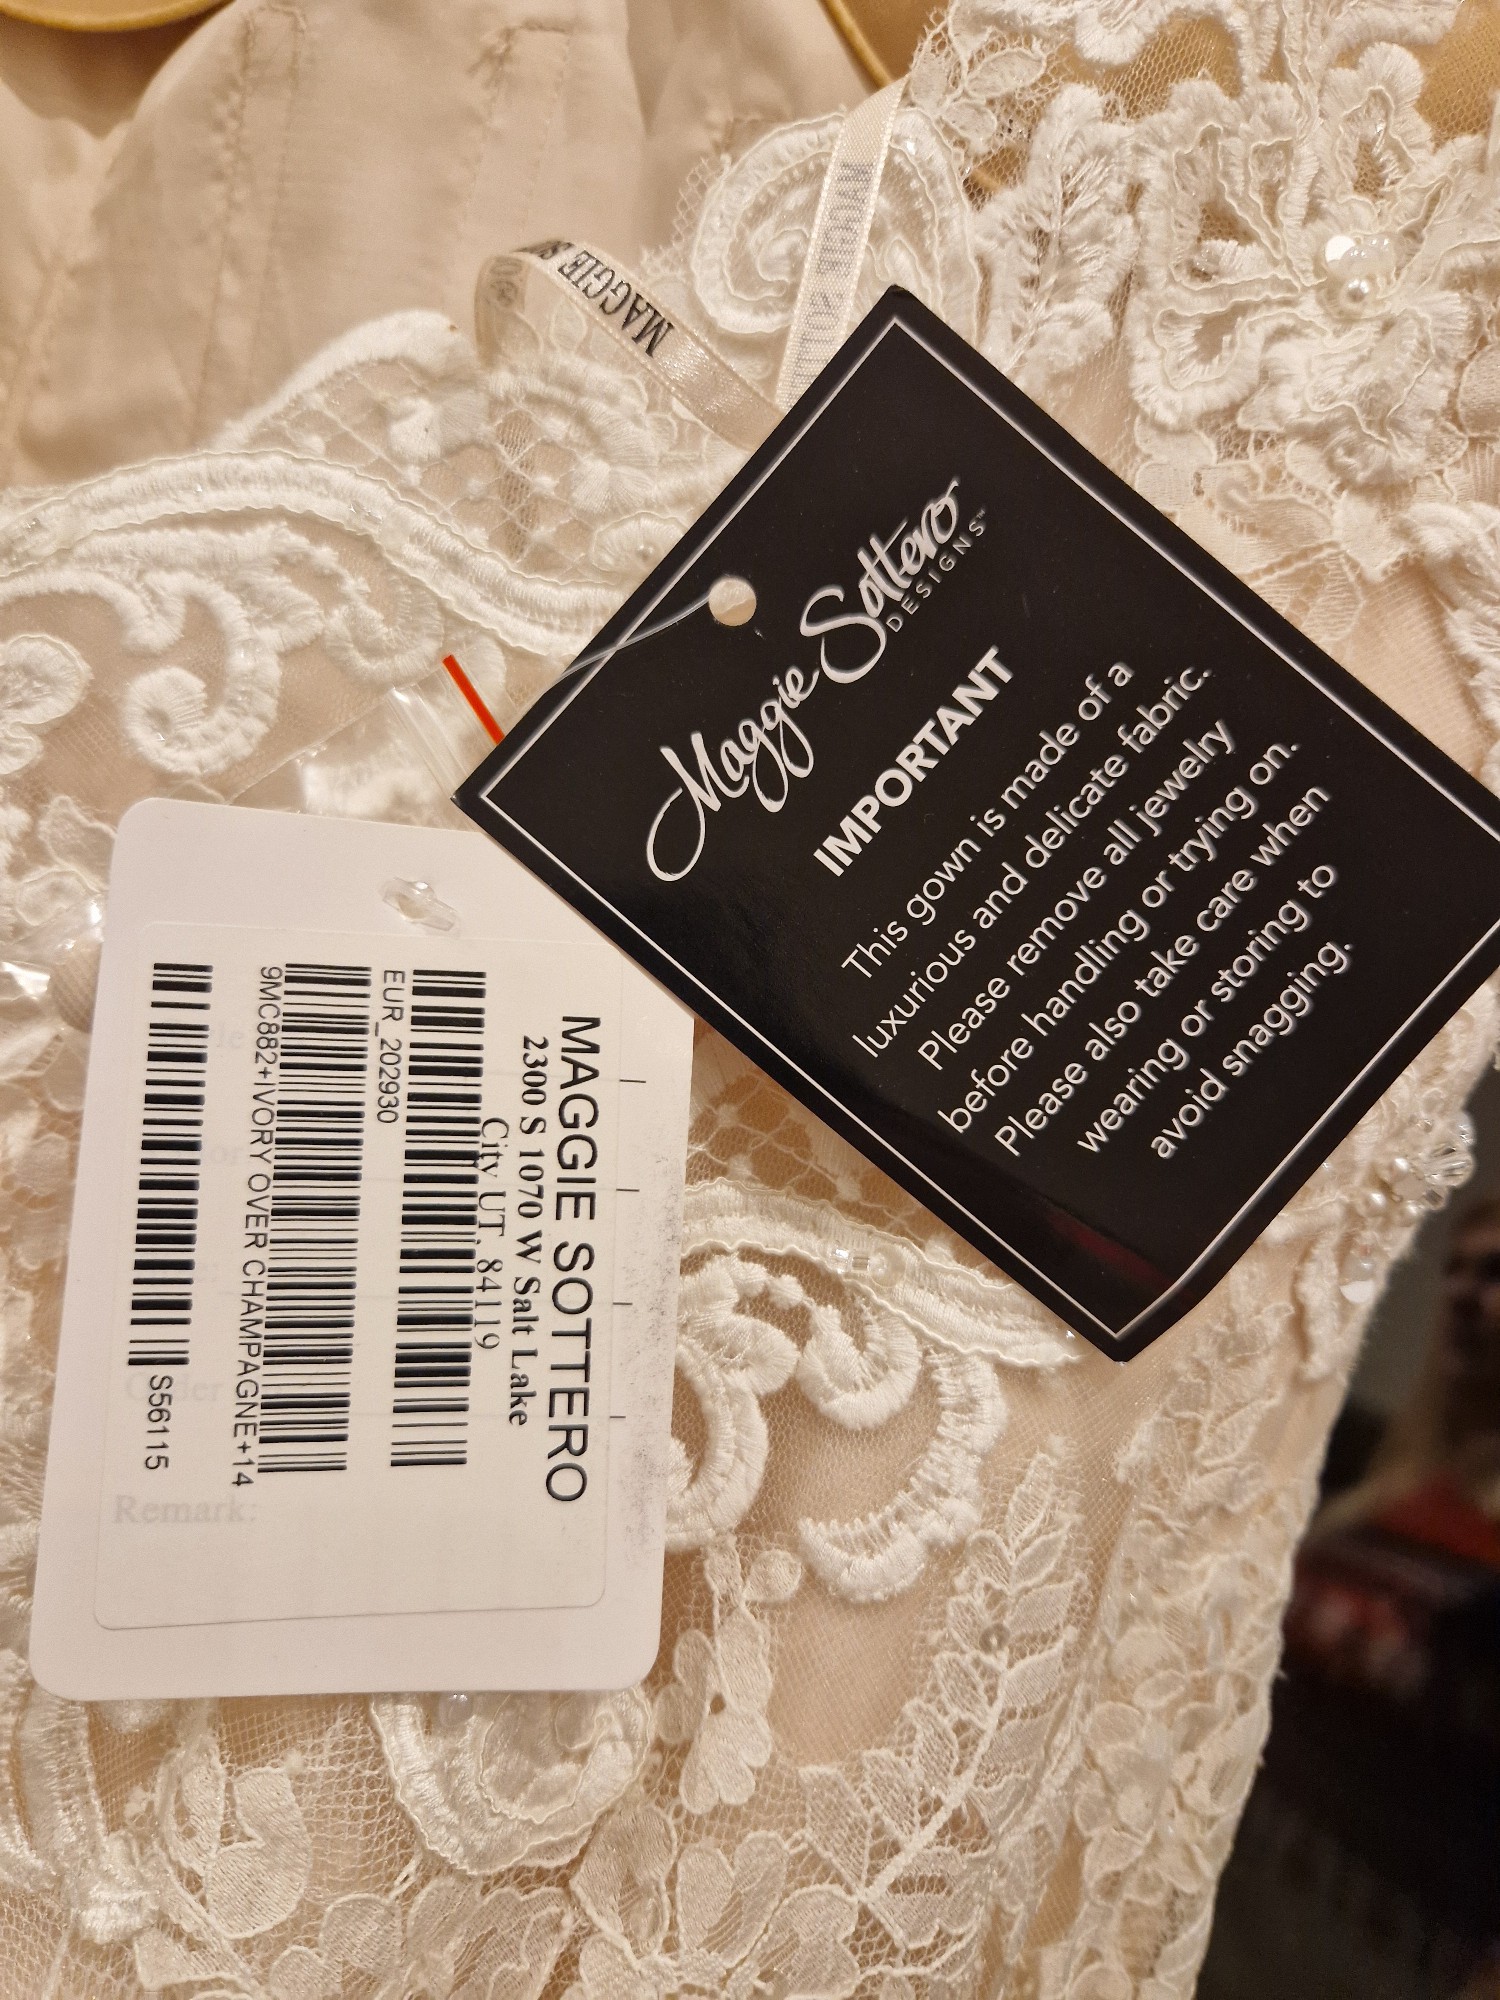 MAGGIE
Maggie Sottero
DESIGNS™
IMPORTANT
This gown is made of a
luxurious and delicate fabric.
Please remove all jewelry
before handling or trying on.
Please also take care when
wearing or storing to
avoid snagging.
MAGGIE SOTTERO
2300 S 1070 W Salt Lake
City UT, 84119
EUR_202930
9MC882+IVORY OVER CHAMPAGNE+14
S56115
Remark: